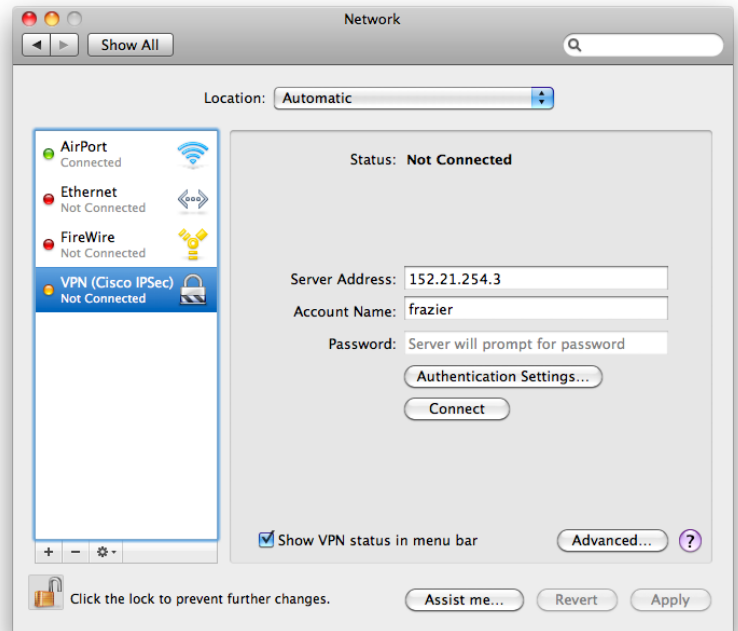 Network
Show All
Location: Automatic
AirPort
Connected
Ethernet
Not Connected
FireWire
Not Connected
VPN (Cisco IPSec)
Not Connected
Status: Not Connected
Server Address: 152.21.254.3
Account Name: frazier
Password: Server will prompt for password
Authentication Settings...
Connect
Show VPN status in menu bar
Advanced...
?
Click the lock to prevent further changes.
Assist me...
Revert
Apply